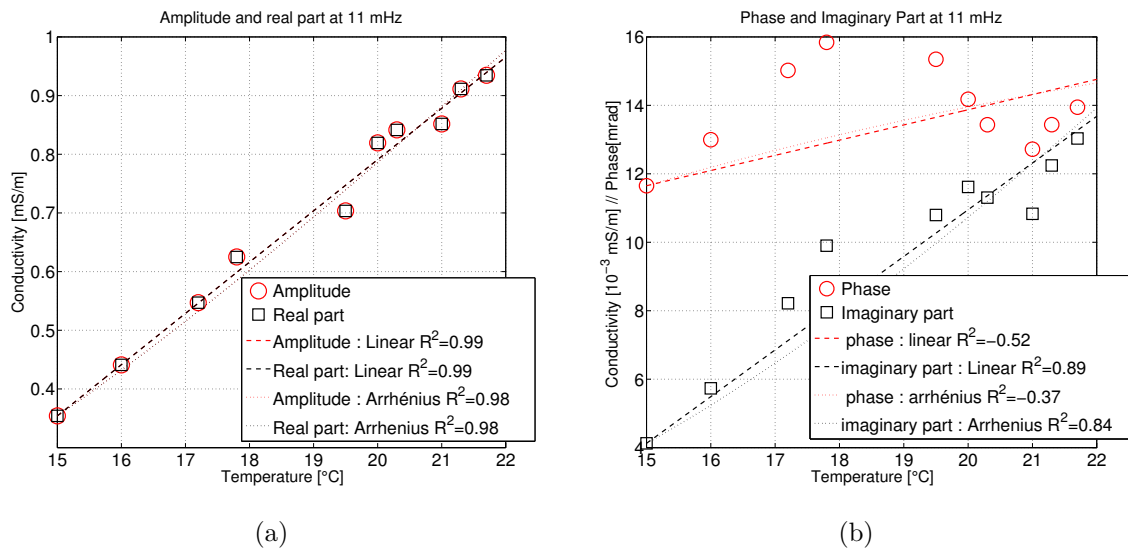 Amplitude and real part at 11 mHz
1
0.9
0.8
0.7
0.6
0.5
0.4
Conductivity [mS/m]
Amplitude
Real part
Amplitude : Linear R²=0.99
Real part: Linear R²=0.99
Amplitude : Arrhénius R²=0.98
Real part: Arrhenius R²=0.98
15 16 17 18 19 20 21 22
Temperature [°C]
(a)
Phase and Imaginary Part at 11 mHz
16
14
12
10
8
6
4
Conductivity [10⁻³ mS/m] // Phase[mrad]
Phase
Imaginary part
phase : linear R²=−0.52
imaginary part : Linear R²=0.89
phase : arrhénius R²=−0.37
imaginary part : Arrhenius R²=0.84
15 16 17 18 19 20 21 22
Temperature [°C]
(b)